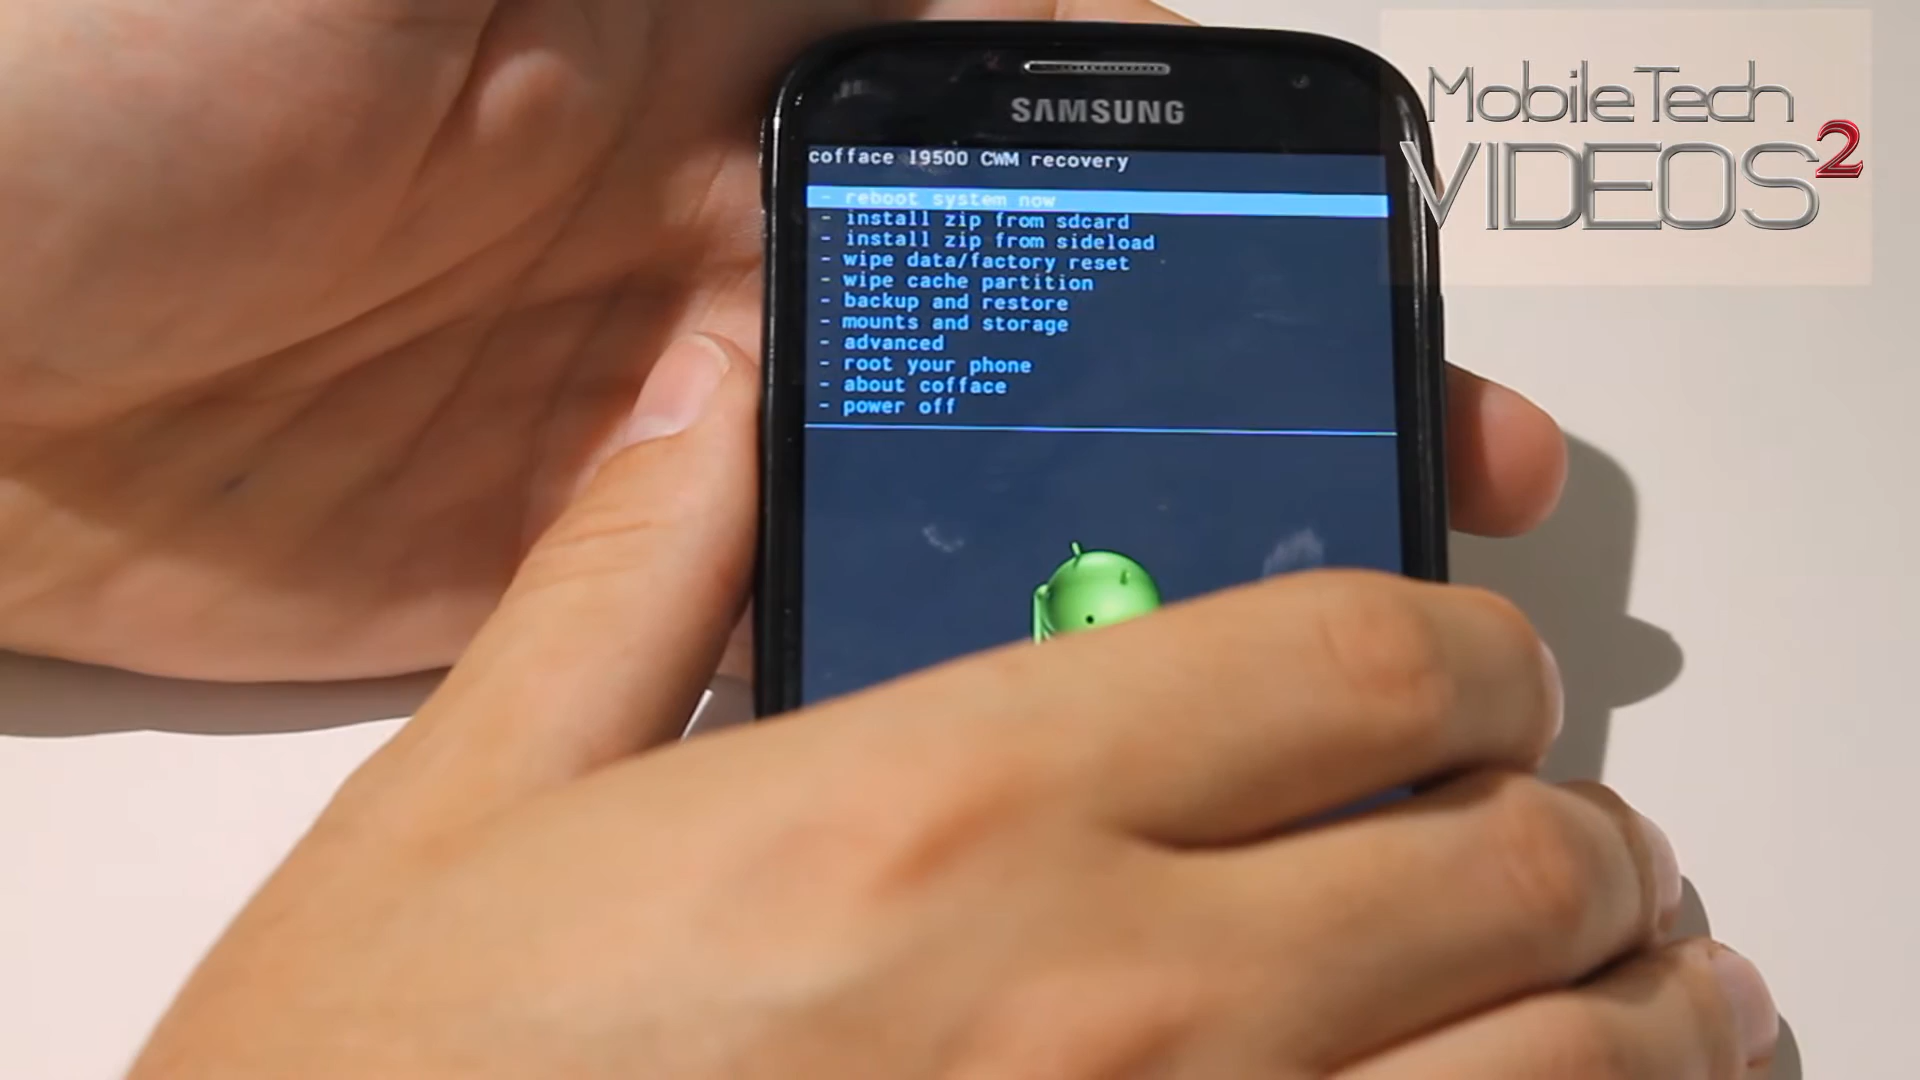 SAMSUNG
cofface I9500 CWM recovery
- reboot system now
- install zip from sdcard
- install zip from sideload
- wipe data/factory reset
- wipe cache partition
- backup and restore
- mounts and storage
- advanced
- root your phone
- about cofface
- power off
MobileTech
VIDEOS2